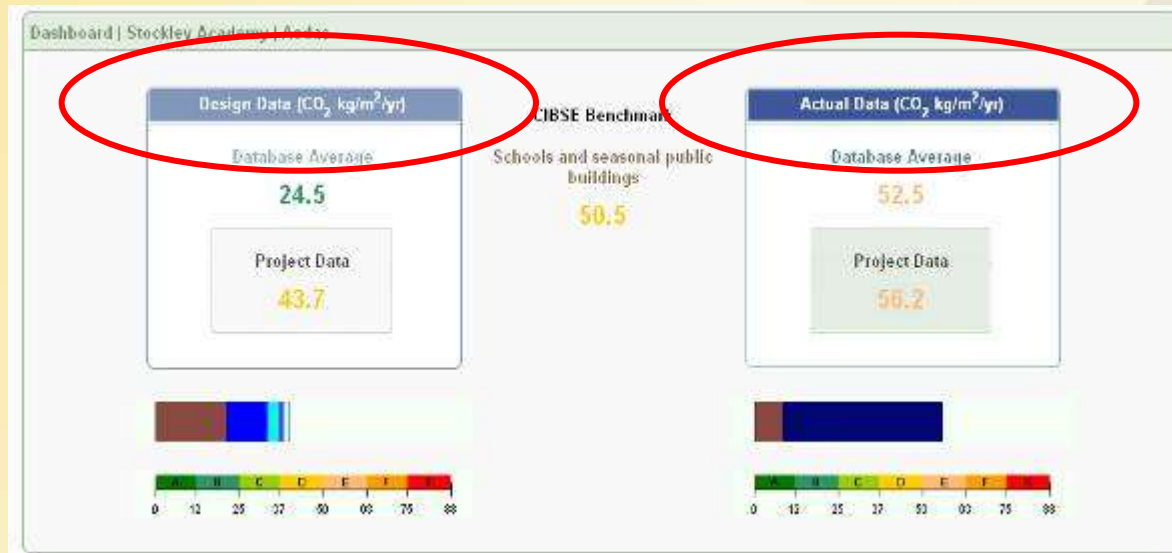 Dashboard | Stockley Academy | Aedas
Design Data (CO₂ kg/m²/yr)
Database Average
24.5
Project Data
43.7
CIBSE Benchmark
Schools and seasonal public
buildings
50.5
Actual Data (CO₂ kg/m²/yr)
Database Average
52.5
Project Data
56.2
A B C D E F
0 12 25 37 50 63 75 88
A B C D E F
0 12 25 37 50 63 75 88